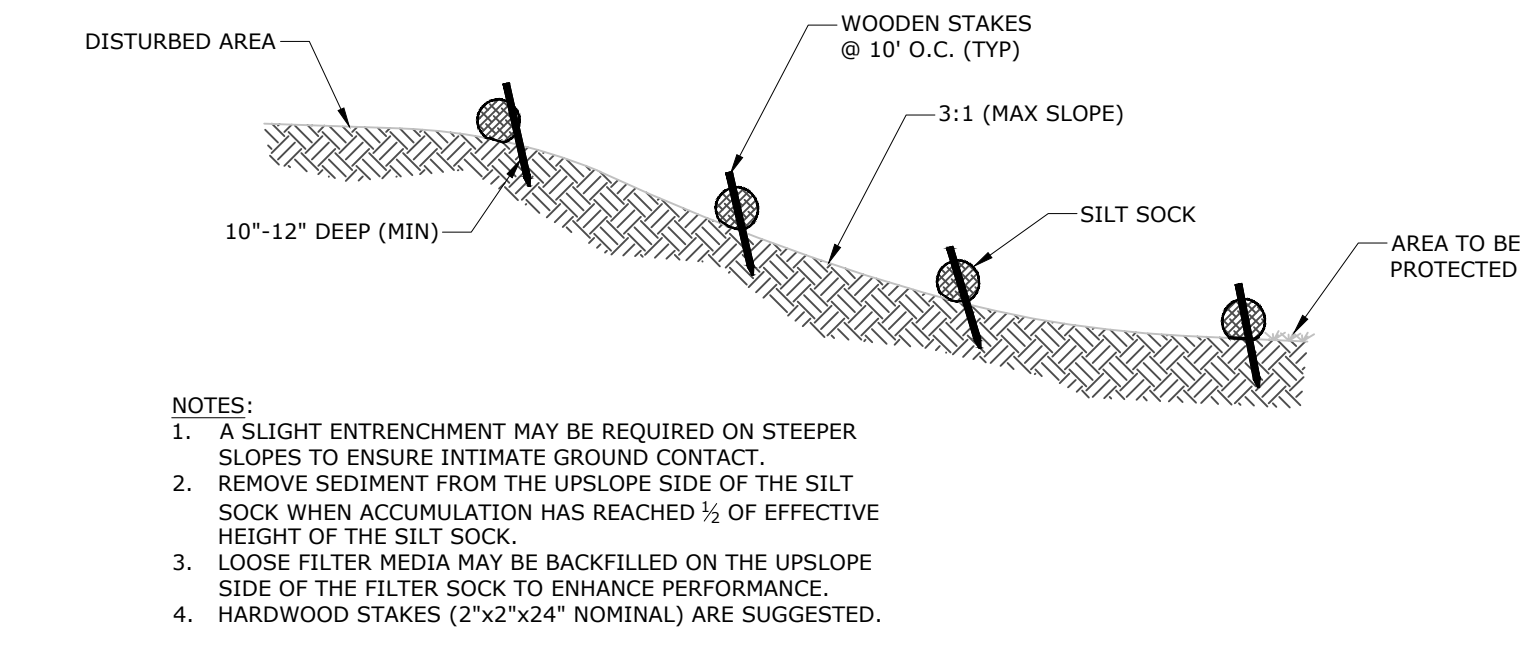 DISTURBED AREA
WOODEN STAKES
@ 10' O.C. (TYP)
3:1 (MAX SLOPE)
SILT SOCK
10"-12" DEEP (MIN)
AREA TO BE
PROTECTED
NOTES:
1. A SLIGHT ENTRENCHMENT MAY BE REQUIRED ON STEEPER
SLOPES TO ENSURE INTIMATE GROUND CONTACT.
2. REMOVE SEDIMENT FROM THE UPSLOPE SIDE OF THE SILT
SOCK WHEN ACCUMULATION HAS REACHED ½ OF EFFECTIVE
HEIGHT OF THE SILT SOCK.
3. LOOSE FILTER MEDIA MAY BE BACKFILLED ON THE UPSLOPE
SIDE OF THE FILTER SOCK TO ENHANCE PERFORMANCE.
4. HARDWOOD STAKES (2"x2"x24" NOMINAL) ARE SUGGESTED.